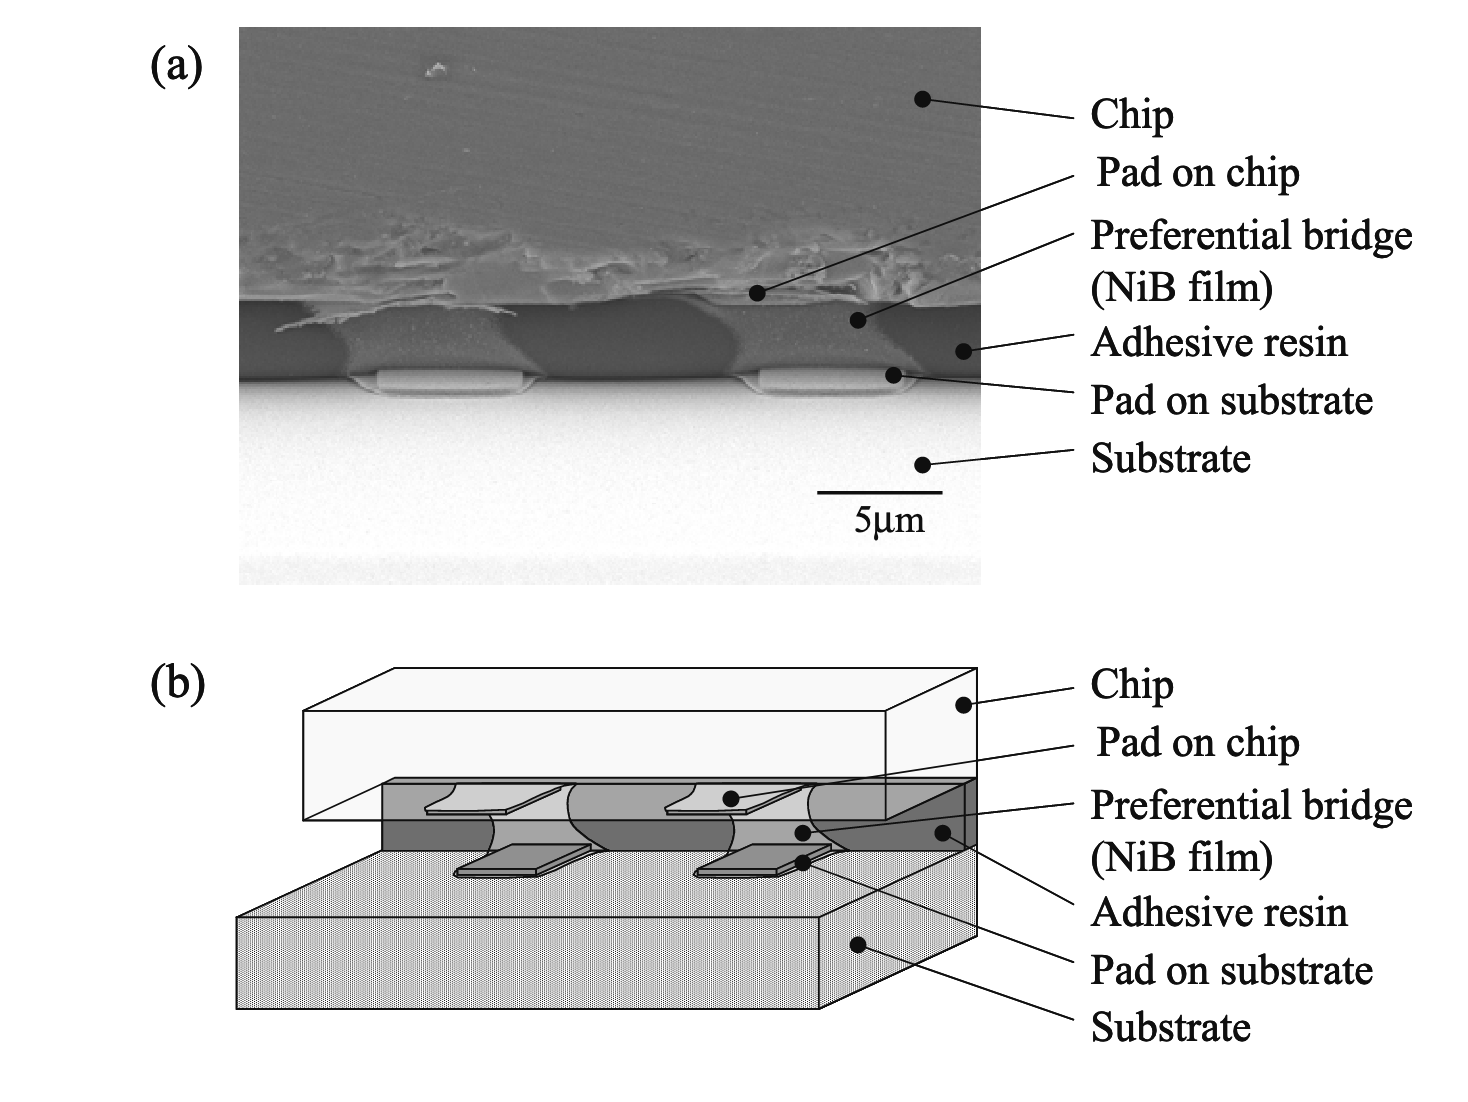 (a)
Chip
Pad on chip
Preferential bridge
(NiB film)
Adhesive resin
Pad on substrate
Substrate
5μm
(b)
Chip
Pad on chip
Preferential bridge
(NiB film)
Adhesive resin
Pad on substrate
Substrate